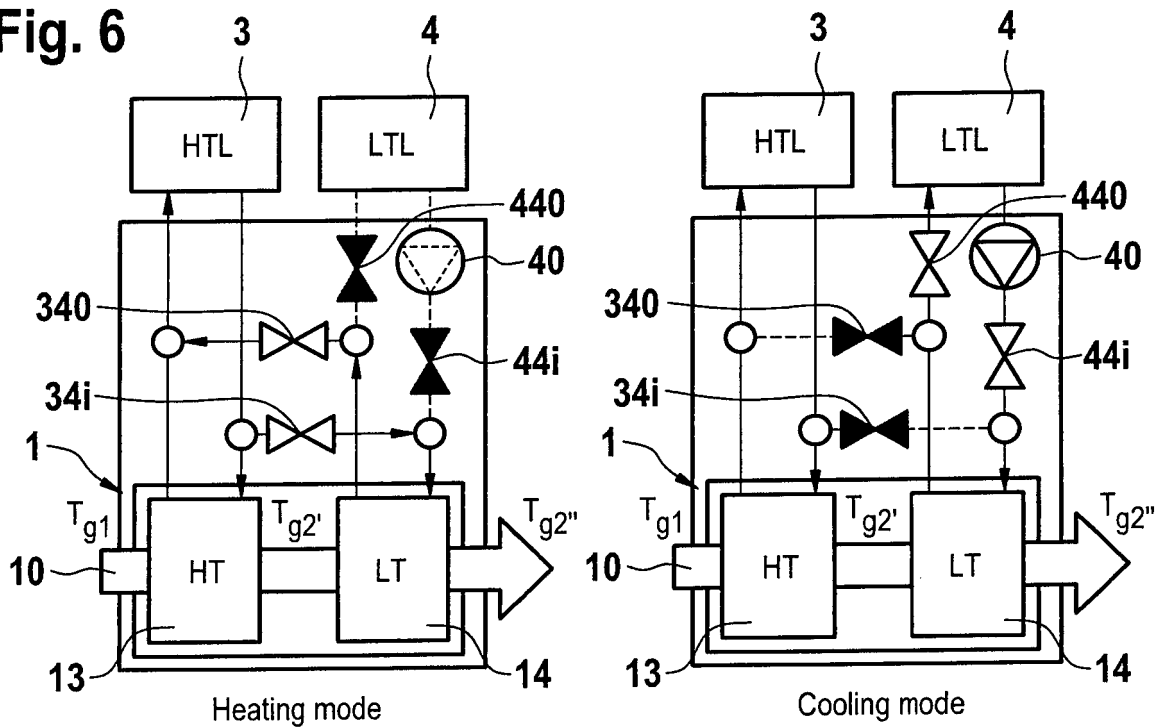 Fig. 6
3
4
HTL
LTL
440
40
340
44i
34i
1
Tg1
Tg2'
Tg2"
10
HT
LT
13
14
Heating mode
3
4
HTL
LTL
440
40
340
44i
34i
1
Tg1
Tg2'
Tg2"
10
HT
LT
13
14
Cooling mode